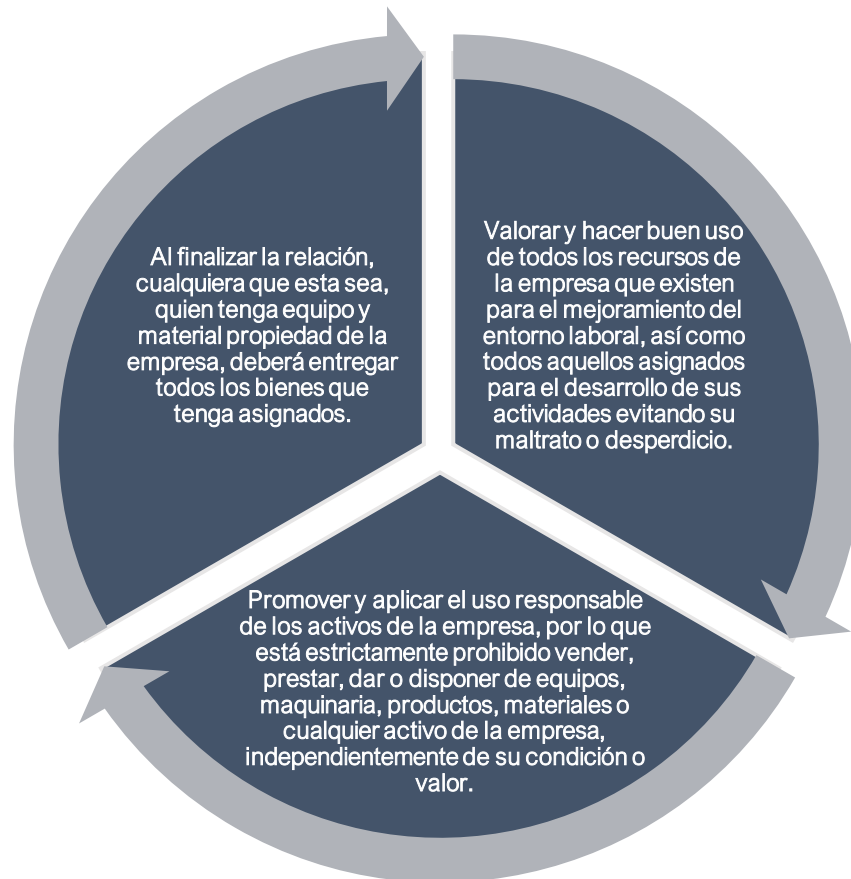 Al finalizar la relación,
cualquiera que esta sea,
quien tenga equipo y
material propiedad de la
empresa, deberá entregar
todos los bienes que
tenga asignados.
Valorar y hacer buen uso
de todos los recursos de
la empresa que existen
para el mejoramiento del
entorno laboral, así como
todos aquellos asignados
para el desarrollo de sus
actividades evitando su
maltrato o desperdicio.
Promover y aplicar el uso responsable
de los activos de la empresa, por lo que
está estrictamente prohibido vender,
prestar, dar o disponer de equipos,
maquinaria, productos, materiales o
cualquier activo de la empresa,
independientemente de su condición o
valor.